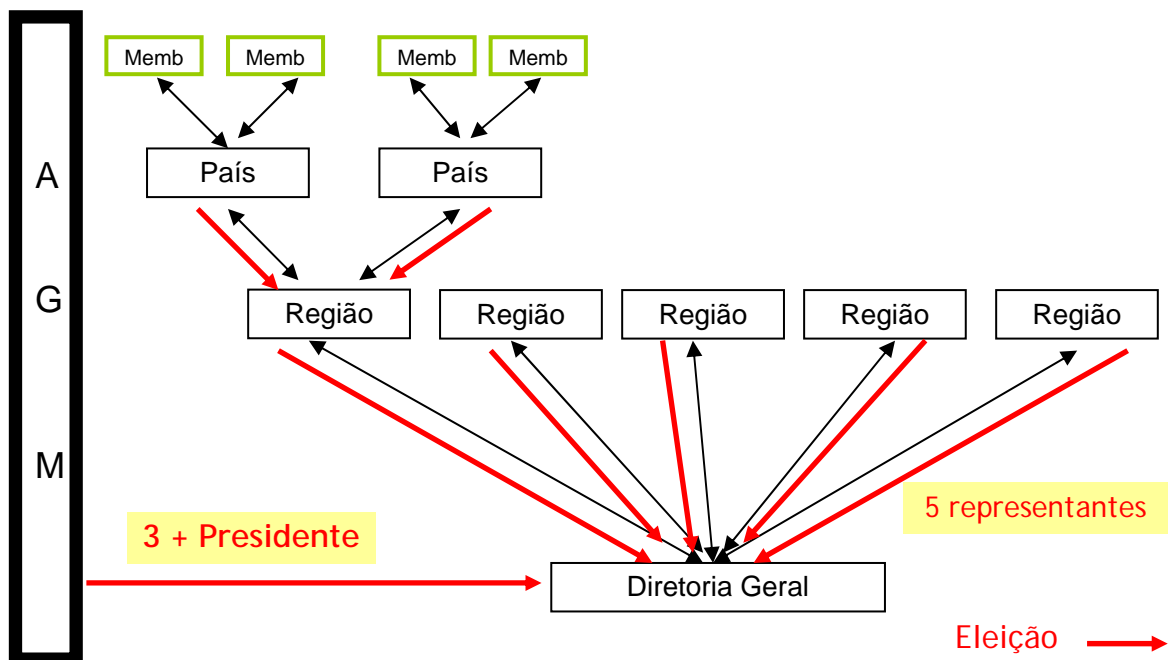 Memb Memb Memb Memb
País País
A
G
M
Região Região Região Região Região
5 representantes
3 + Presidente
Diretoria Geral
Eleição